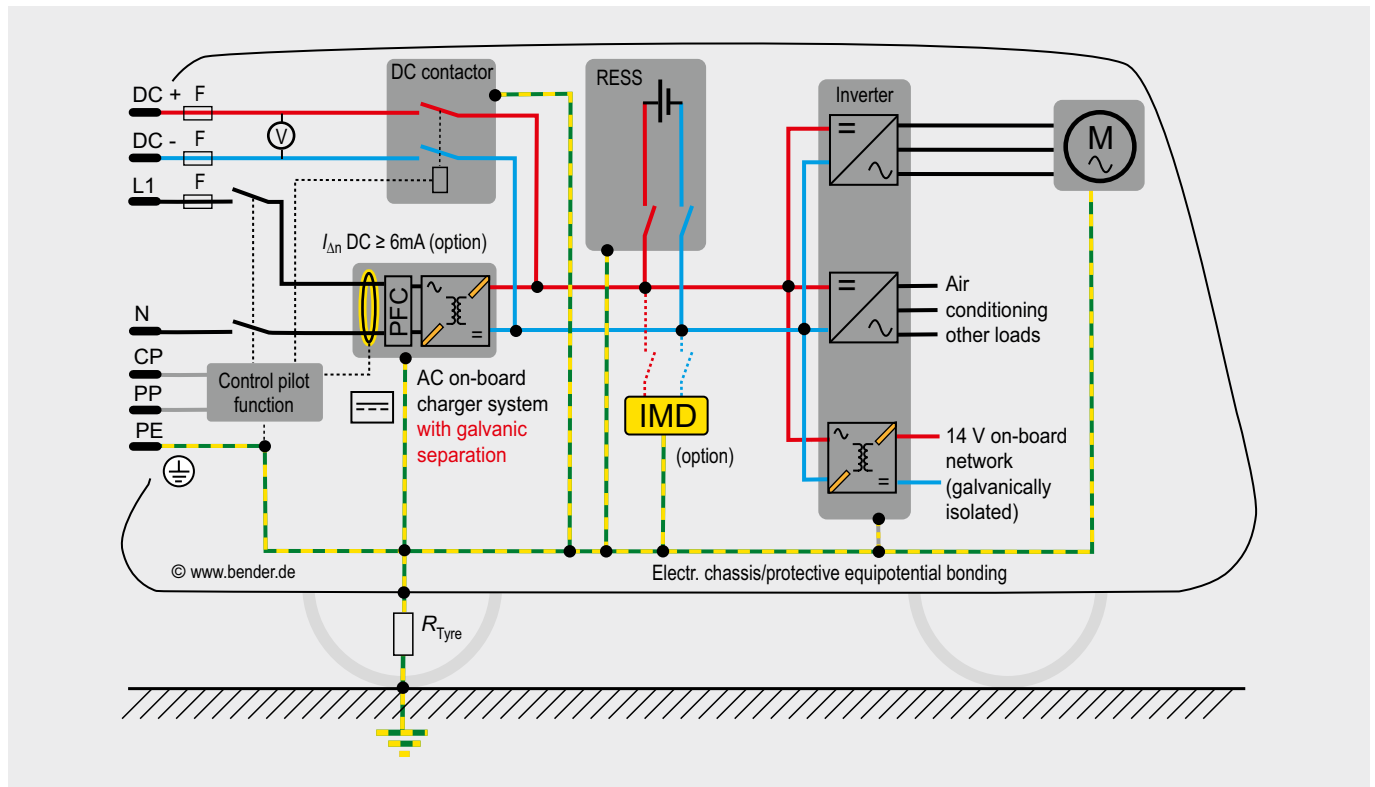 DC + F
DC contactor
RESS
Inverter
V
M
DC - F
L1 F
I∆n DC ≥ 6mA (option)
PFC
Air
conditioning
other loads
N
CP
PP
PE
Control pilot
function
AC on-board
charger system
with galvanic
separation
IMD
(option)
14 V on-board
network
(galvanically
isolated)
© www.bender.de
Electr. chassis/protective equipotential bonding
RTyre